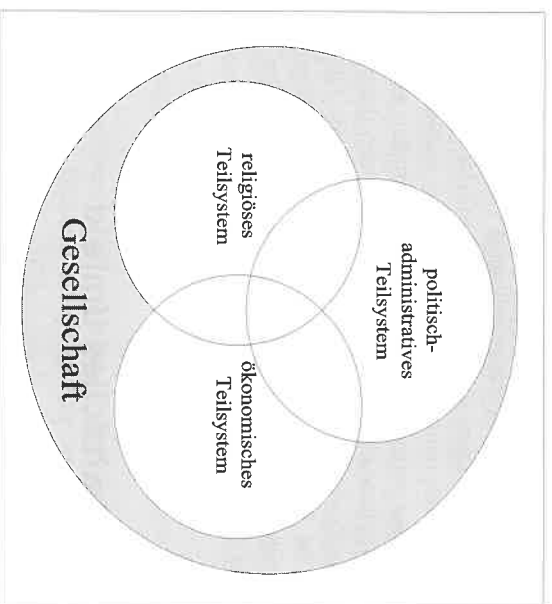 politisch-
administratives
Teilsystem
religiöses
Teilsystem
ökonomisches
Teilsystem
Gesellschaft